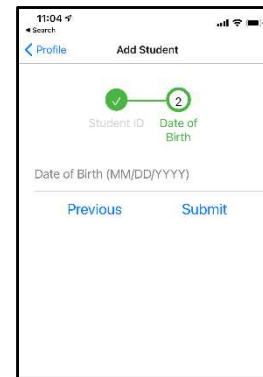 11:04
Search
Profile Add Student
2
Student ID Date of
Birth
Date of Birth (MM/DD/YYYY)
Previous Submit